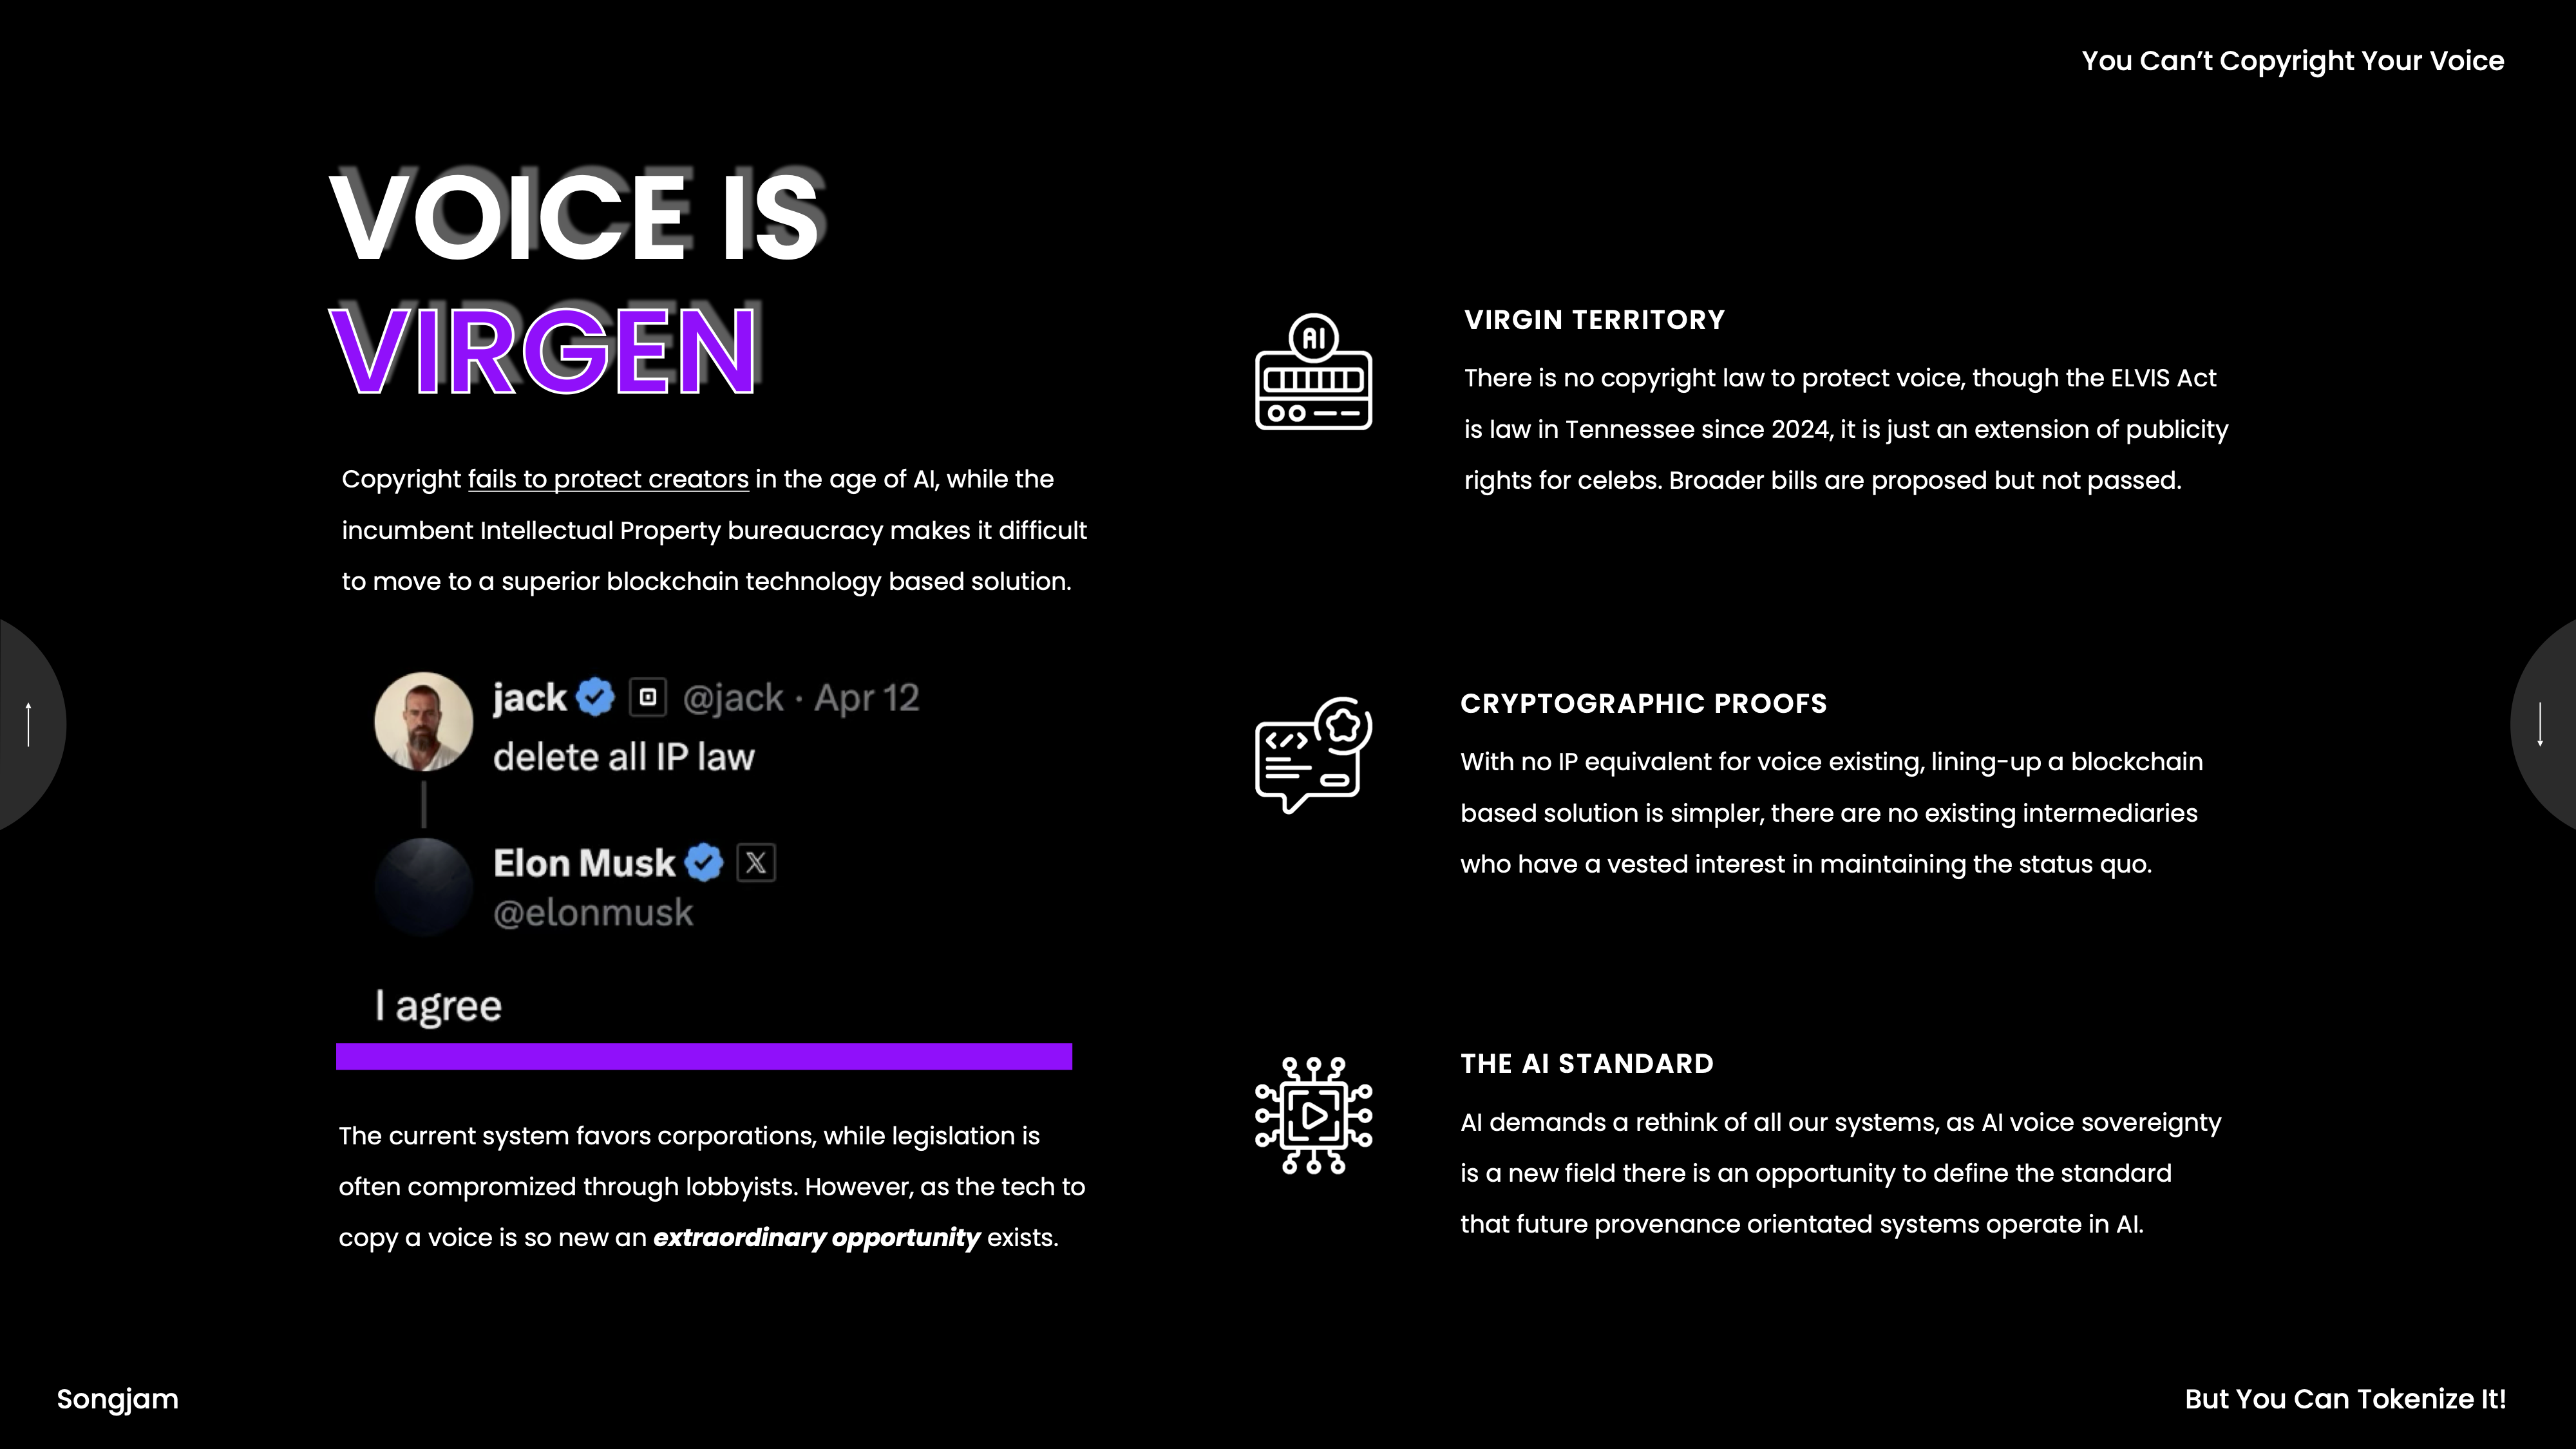 You Can’t Copyright Your Voice
VOICE IS
VIRGEN
Copyright fails to protect creators in the age of AI, while the
incumbent Intellectual Property bureaucracy makes it difficult
to move to a superior blockchain technology based solution.
jack @jack · Apr 12
delete all IP law
Elon Musk X
@elonmusk
I agree
The current system favors corporations, while legislation is
often compromized through lobbyists. However, as the tech to
copy a voice is so new an extraordinary opportunity exists.
AI
VIRGIN TERRITORY
There is no copyright law to protect voice, though the ELVIS Act
is law in Tennessee since 2024, it is just an extension of publicity
rights for celebs. Broader bills are proposed but not passed.
CRYPTOGRAPHIC PROOFS
With no IP equivalent for voice existing, lining-up a blockchain
based solution is simpler, there are no existing intermediaries
who have a vested interest in maintaining the status quo.
THE AI STANDARD
AI demands a rethink of all our systems, as AI voice sovereignty
is a new field there is an opportunity to define the standard
that future provenance orientated systems operate in AI.
Songjam
But You Can Tokenize It!